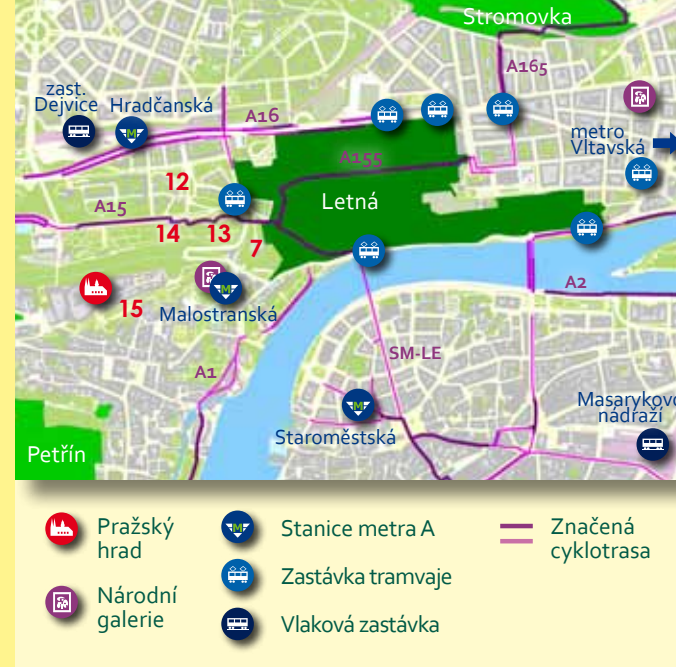 Stromovka
A165
zast.
Dejvice
Hradčanská
A16
metro
Vltavská
A155
12
A15
Letná
14
13
7
A2
15
Malostranská
SM-LE
A1
Masarykovo
nádraží
Staroměstská
Petřín
Pražský
hrad
Stanice metra A
Značená
cyklotrasa
Zastávka tramvaje
Národní
galerie
Vlaková zastávka